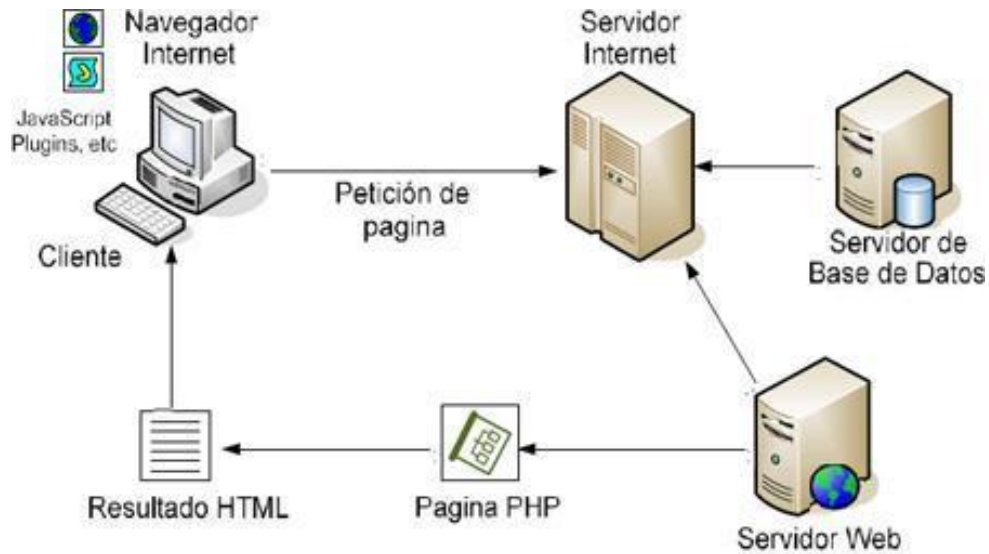 Navegador
Internet
JavaScript
Plugins, etc
Cliente
Petición de
pagina
Servidor
Internet
Servidor de
Base de Datos
Resultado HTML
Pagina PHP
Servidor Web